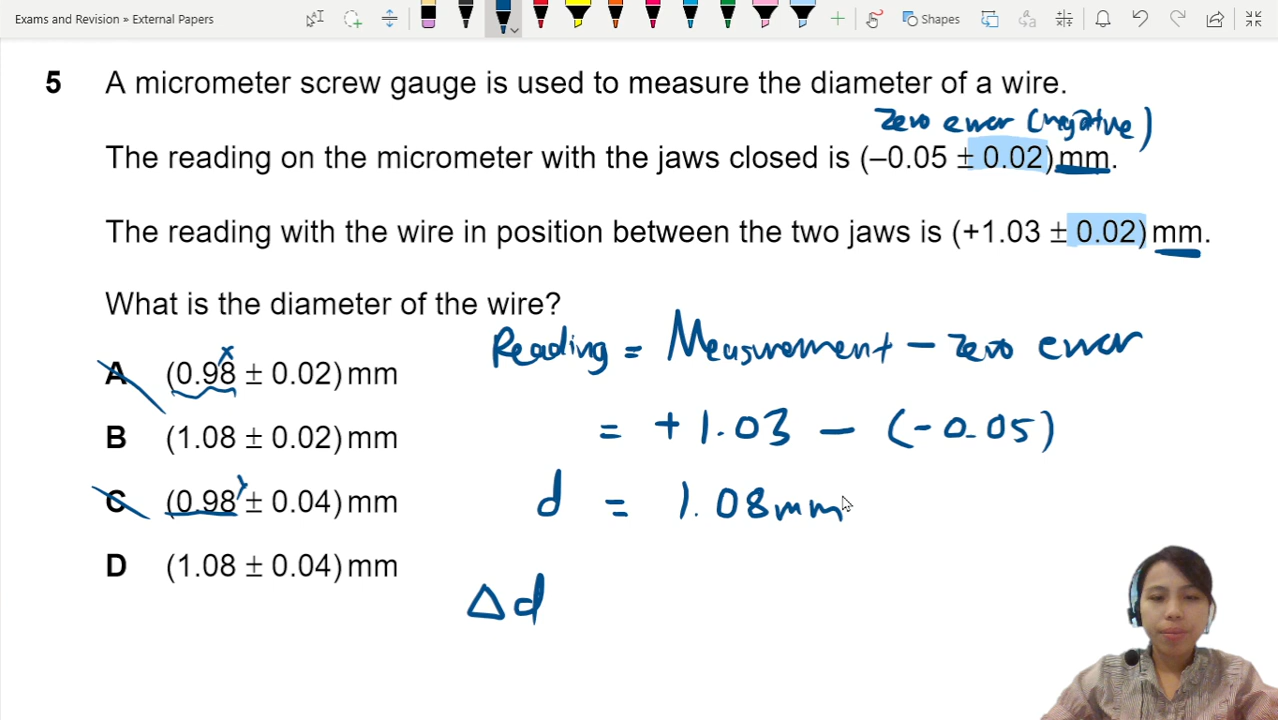 Exams and Revision » External Papers
Shapes
5 A micrometer screw gauge is used to measure the diameter of a wire.
zero error (negative)
The reading on the micrometer with the jaws closed is (–0.05 ± 0.02) mm.
The reading with the wire in position between the two jaws is (+1.03 ± 0.02) mm.
What is the diameter of the wire?
Reading = Measurement - zero error
A (0.98 ± 0.02) mm
= +1.03 - (-0.05)
B (1.08 ± 0.02) mm
C (0.98 ± 0.04) mm
d = 1.08mm
D (1.08 ± 0.04) mm
Δd